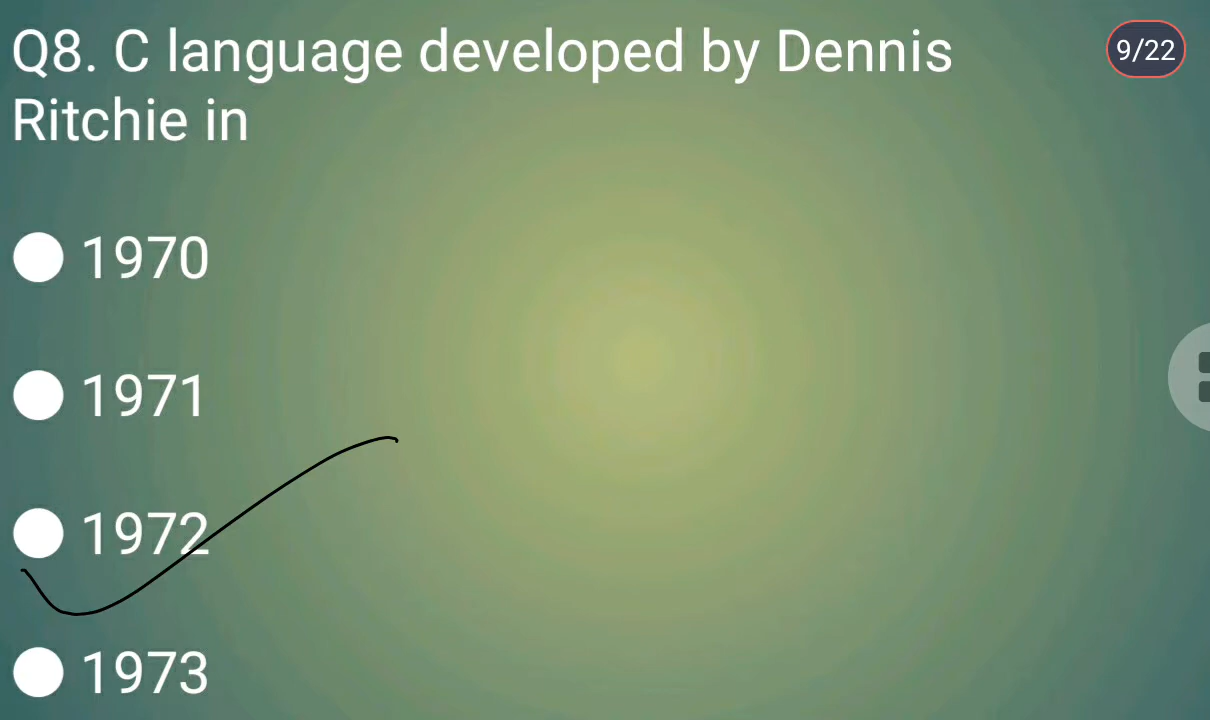 Q8. C language developed by Dennis
Ritchie in
9/22
1970
1971
1972
1973